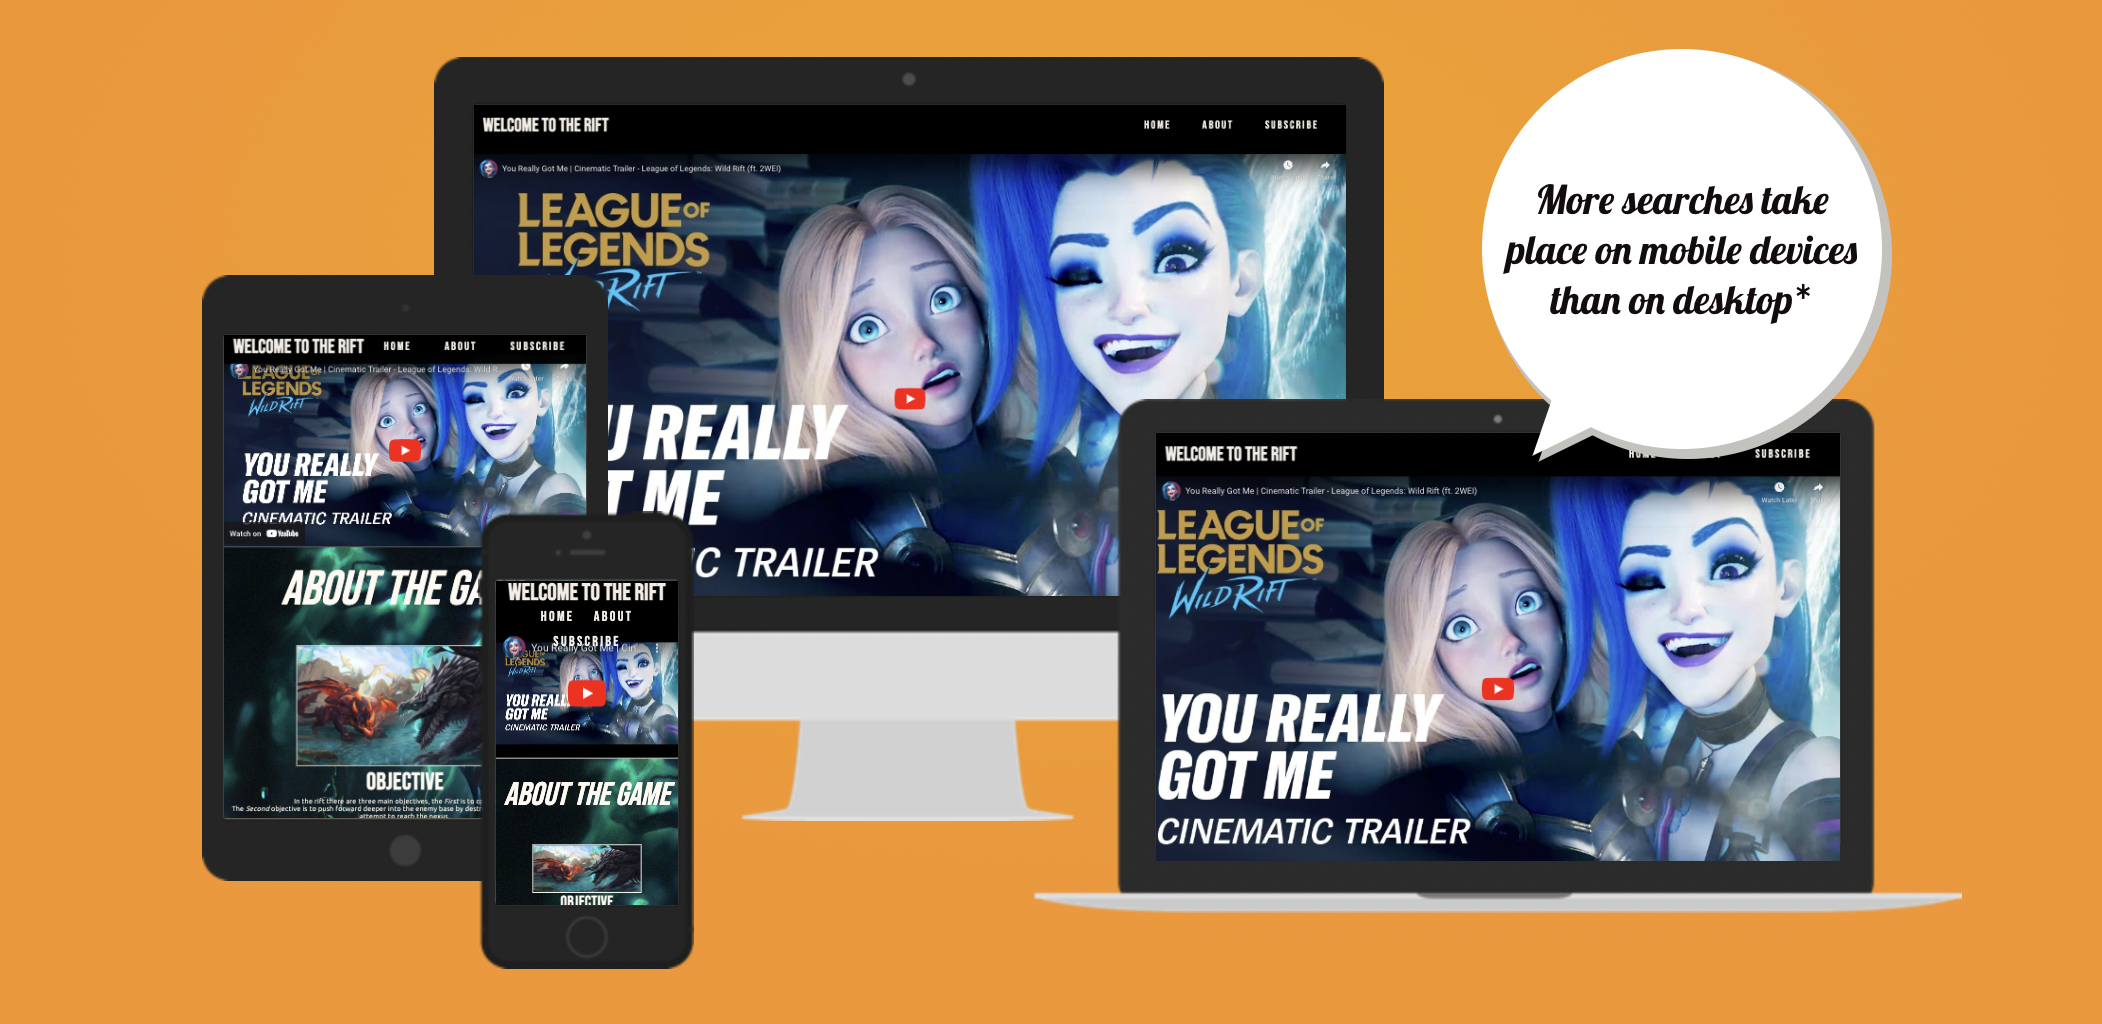 WELCOME TO THE RIFT
HOME ABOUT SUBSCRIBE
You Really Got Me | Cinematic Trailer - League of Legends: Wild Rift (ft. 2WEI)
LEAGUE OF
LEGENDS
RIFT
U REALLY
T ME
C TRAILER
More searches take
place on mobile devices
than on desktop*
WELCOME TO THE RIFT HOME ABOUT SUBSCRIBE
You Really Got Me | Cinematic Trailer - League of Legends: Wild R...
LEAGUE OF
LEGENDS
WILD RIFT
YOU REALLY
GOT ME
CINEMATIC TRAILER
Watch on YouTube
ABOUT THE GA
OBJECTIVE
In the rift there are three main objectives, the First is to
The Second objective is to push foward deeper into the enemy base by dest
attempt to reach the nexus
WELCOME TO THE RIFT
HOME ABOUT
SUBSCRIBE
You Really Got Me | Cin
LEGENDS
WILD RIFT
YOU REALL
GOT ME
CINEMATIC TRAILER
ABOUT THE GAME
OBJECTIVE
WELCOME TO THE RIFT
HOME SUBSCRIBE
You Really Got Me | Cinematic Trailer - League of Legends: Wild Rift (ft. 2WEI)
Watch Later
LEAGUE OF
LEGENDS
WILD RIFT
YOU REALLY
GOT ME
CINEMATIC TRAILER